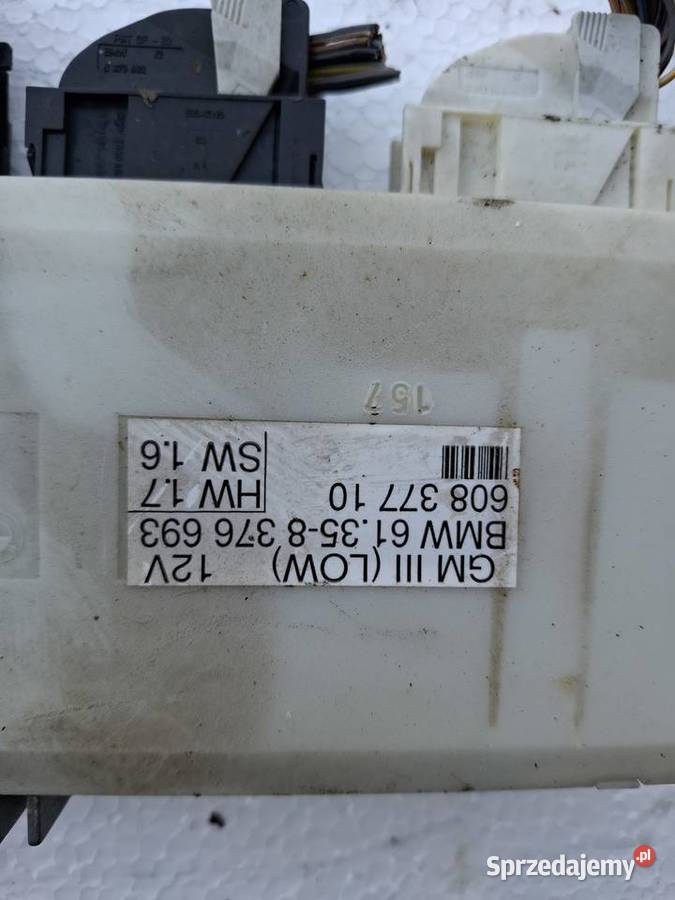 GM III (LOW) 12V
BMW 61.35-8 376 693
608 377 10
HW 1.7
SW 1.6
157
Sprzedajemy.pl